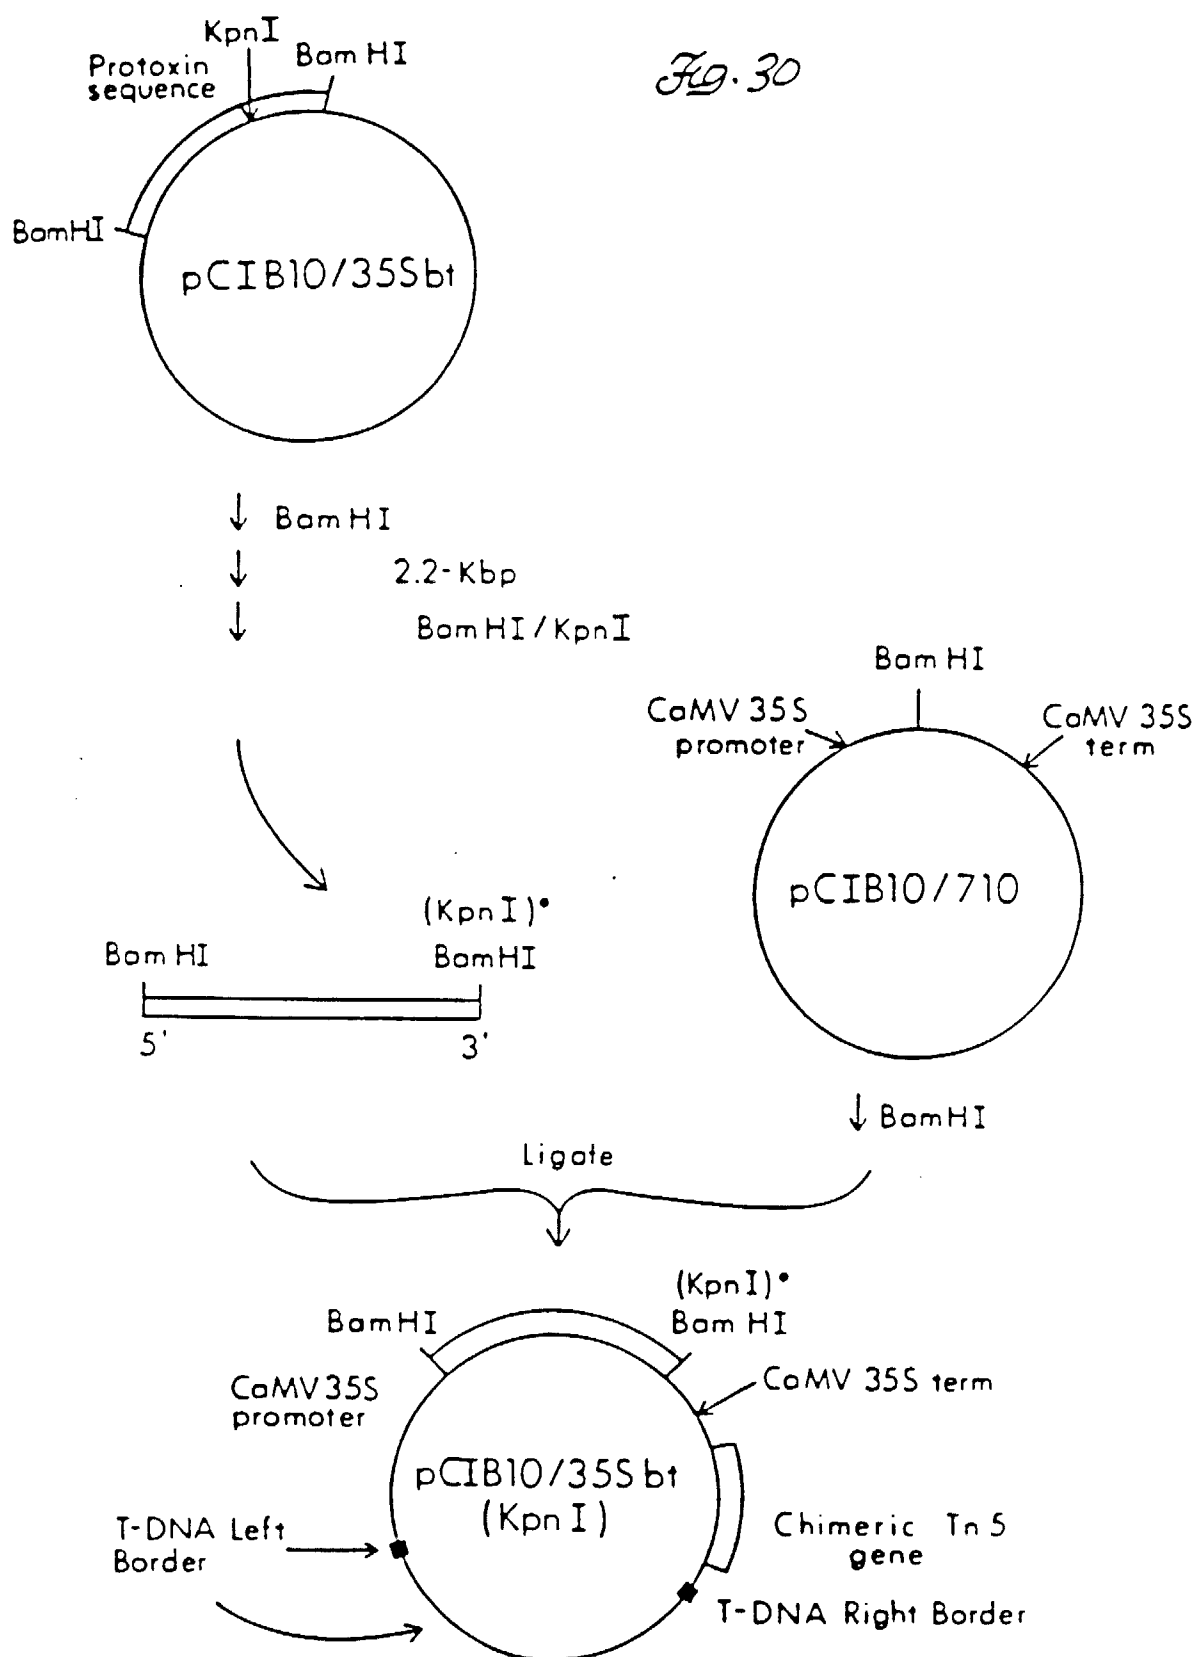 Fig. 30
KpnI
Bam HI
Protoxin
sequence
BamHI
pCIB10/35Sbt
Bam HI
2.2-Kbp
BamHI/KpnI
Bam HI
CaMV 35S
promoter
CaMV 35S
term
pCIB10/710
(KpnI)•
Bam HI
BamHI
5'
3'
BamHI
Ligate
(KpnI)•
BamHI
Bam HI
CaMV 35S
promoter
CaMV 35S term
pCIB10/35S bt
(Kpn I)
T-DNA Left
Border
Chimeric Tn 5
gene
T-DNA Right Border